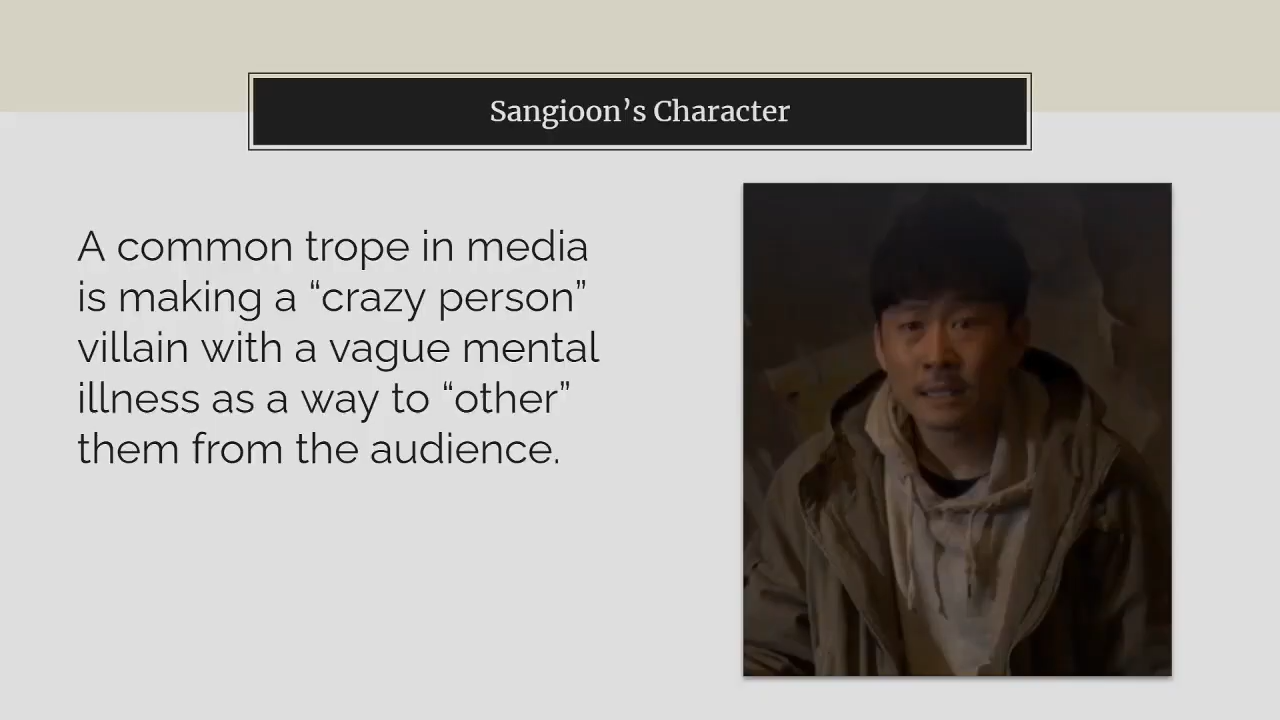 Sangioon’s Character
A common trope in media
is making a “crazy person”
villain with a vague mental
illness as a way to “other”
them from the audience.